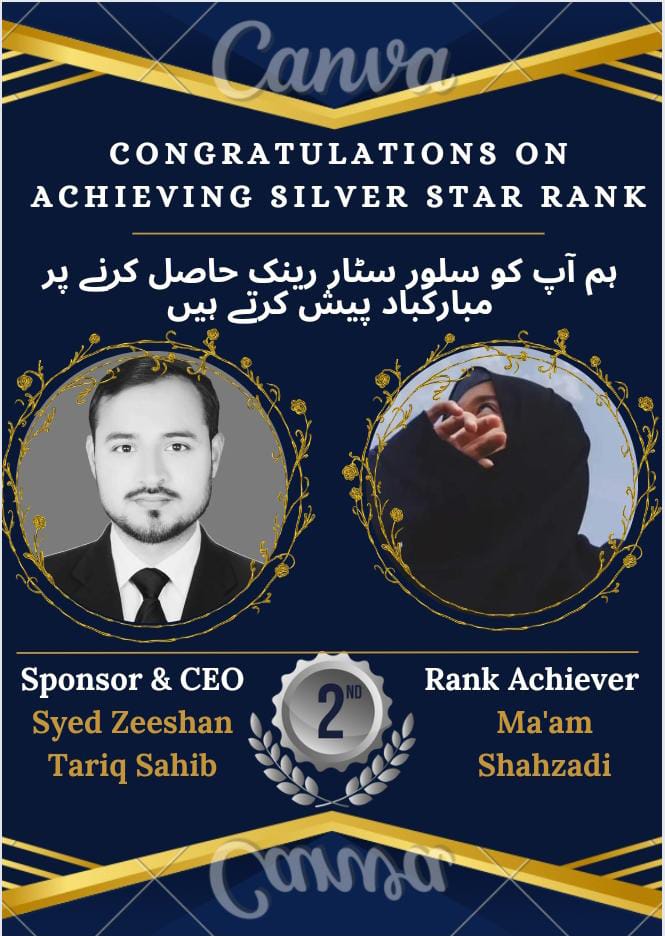 Canva
CONGRATULATIONS ON
ACHIEVING SILVER STAR RANK
ہم آپ کو سلور سٹار رینک حاصل کرنے پر
مبارکباد پیش کرتے ہیں
Sponsor & CEO
Syed Zeeshan
Tariq Sahib
2ND
Rank Achiever
Ma'am
Shahzadi
Canva